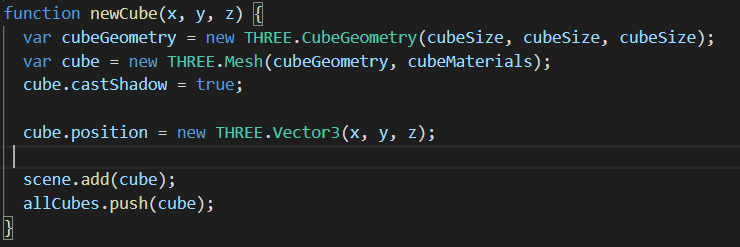 function newCube(x, y, z) {
  var cubeGeometry = new THREE.CubeGeometry(cubeSize, cubeSize, cubeSize);
  var cube = new THREE.Mesh(cubeGeometry, cubeMaterials);
  cube.castShadow = true;

  cube.position = new THREE.Vector3(x, y, z);

  scene.add(cube);
  allCubes.push(cube);
}